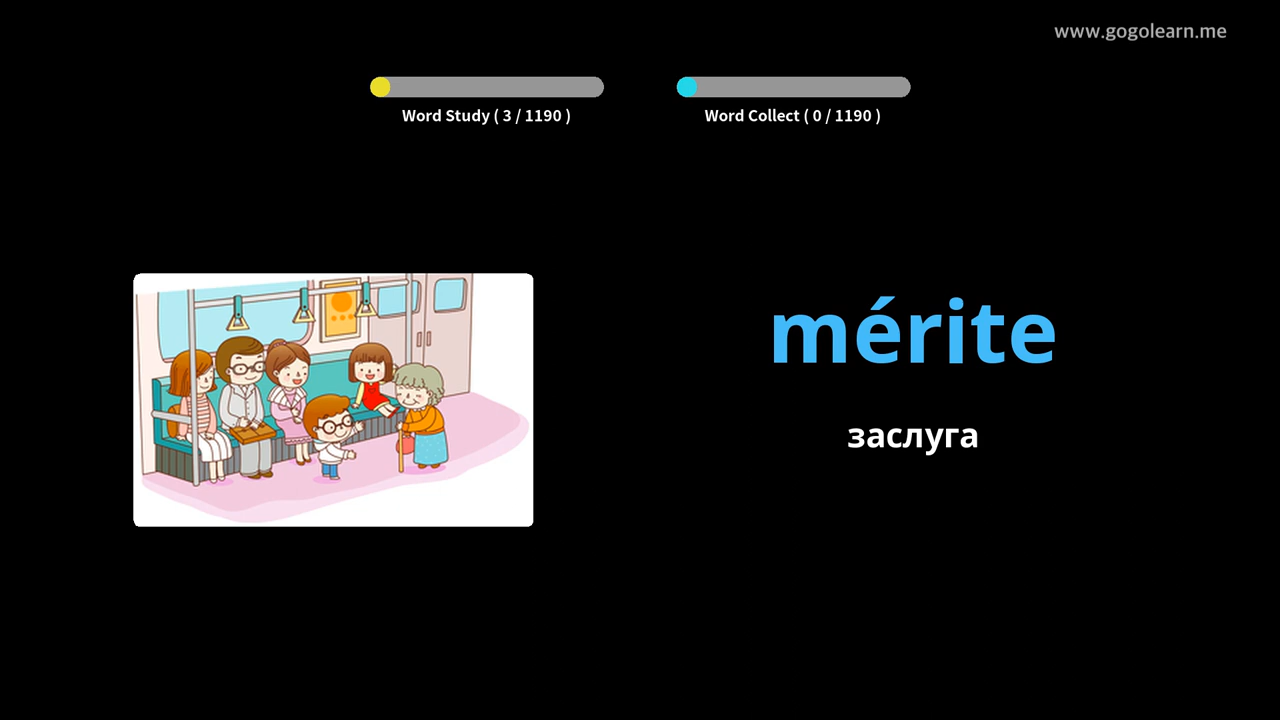 www.gogolearn.me
Word Study ( 3 / 1190 )
Word Collect ( 0 / 1190 )
mérite
заслуга